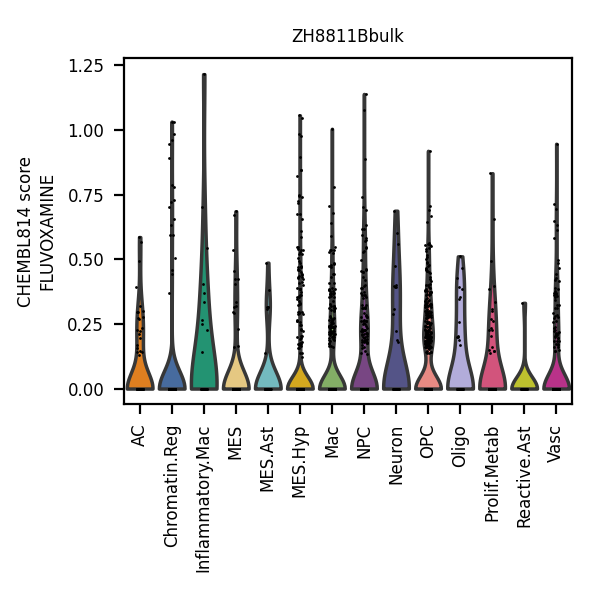 ZH8811Bbulk
CHEMBL814 score
FLUVOXAMINE
1.25
1.00
0.75
0.50
0.25
0.00
AC
Chromatin.Reg
Inflammatory.Mac
MES
MES.Ast
MES.Hyp
Mac
NPC
Neuron
OPC
Oligo
Prolif.Metab
Reactive.Ast
Vasc